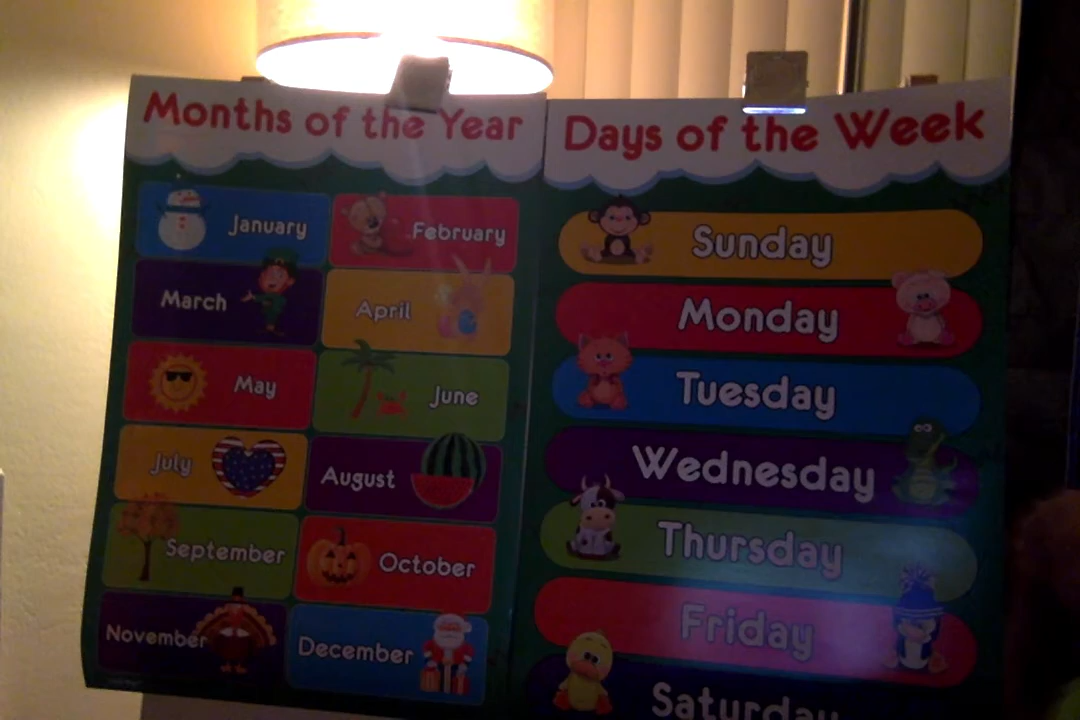 Months of the Year
January
February
March
April
May
June
July
August
September
October
November
December
Days of the Week
Sunday
Monday
Tuesday
Wednesday
Thursday
Friday
Saturday